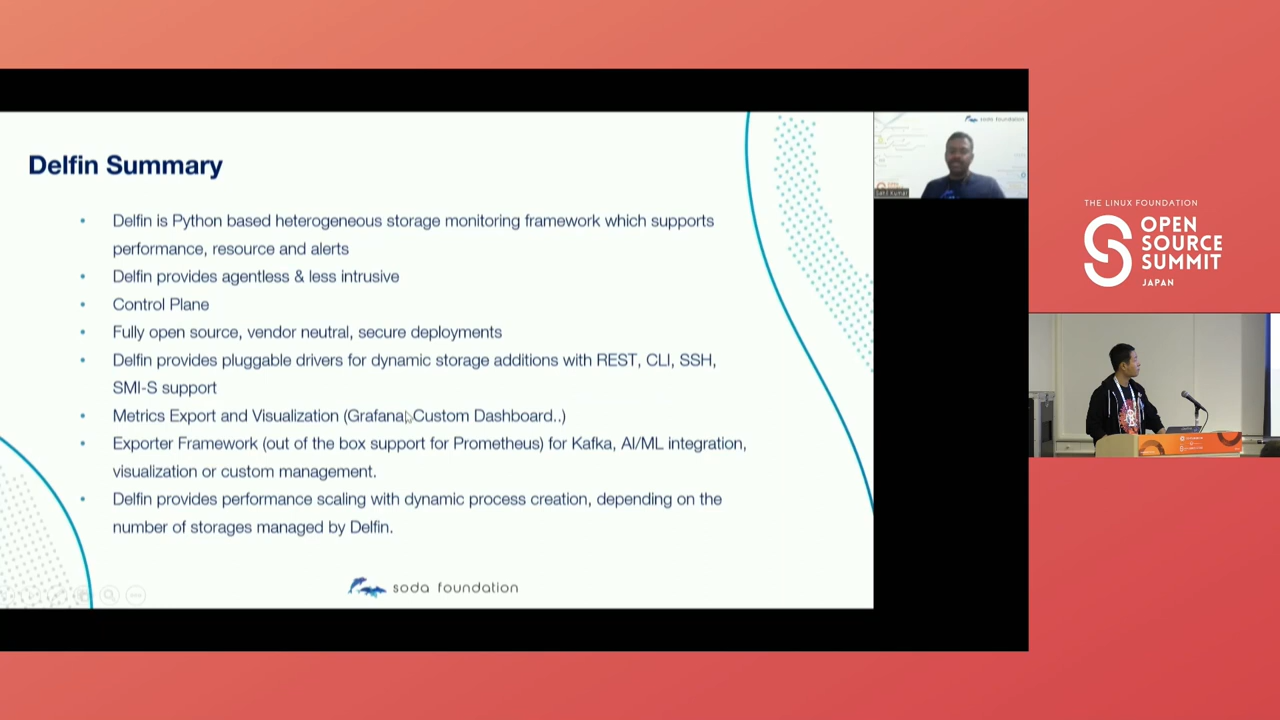 Delfin Summary
• Delfin is Python based heterogeneous storage monitoring framework which supports
performance, resource and alerts
• Delfin provides agentless & less intrusive
• Control Plane
• Fully open source, vendor neutral, secure deployments
• Delfin provides pluggable drivers for dynamic storage additions with REST, CLI, SSH,
SMI-S support
• Metrics Export and Visualization (Grafana,Custom Dashboard..)
• Exporter Framework (out of the box support for Prometheus) for Kafka, AI/ML integration,
visualization or custom management.
• Delfin provides performance scaling with dynamic process creation, depending on the
number of storages managed by Delfin.
soda foundation
soda foundation
THE LINUX FOUNDATION
OPEN
SOURCE
SUMMIT
JAPAN